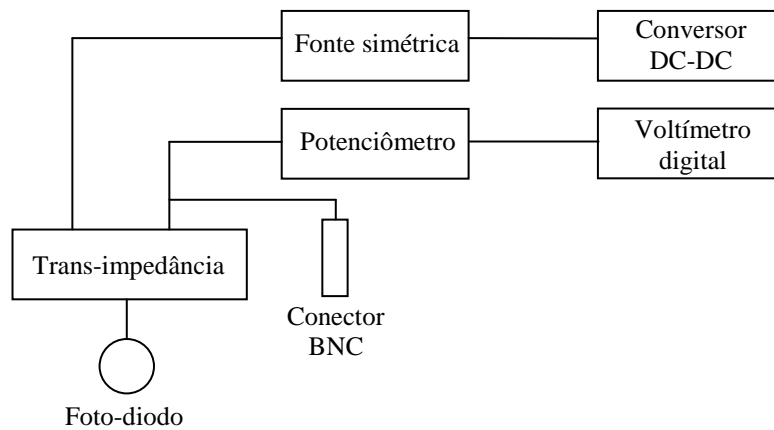 Fonte simétrica
Conversor
DC-DC
Potenciômetro
Voltímetro
digital
Trans-impedância
Conector
BNC
Foto-diodo